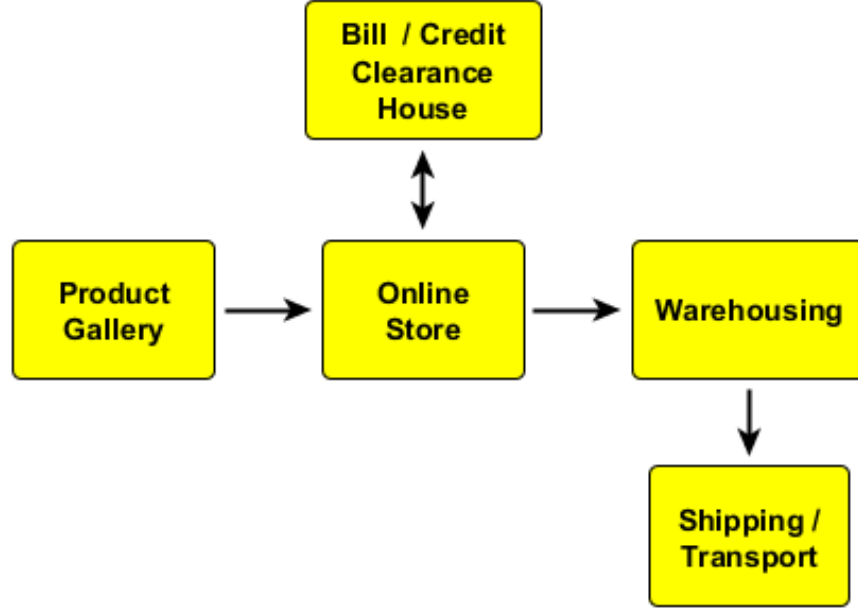 Bill / Credit
Clearance
House
Product
Gallery
Online
Store
Warehousing
Shipping /
Transport